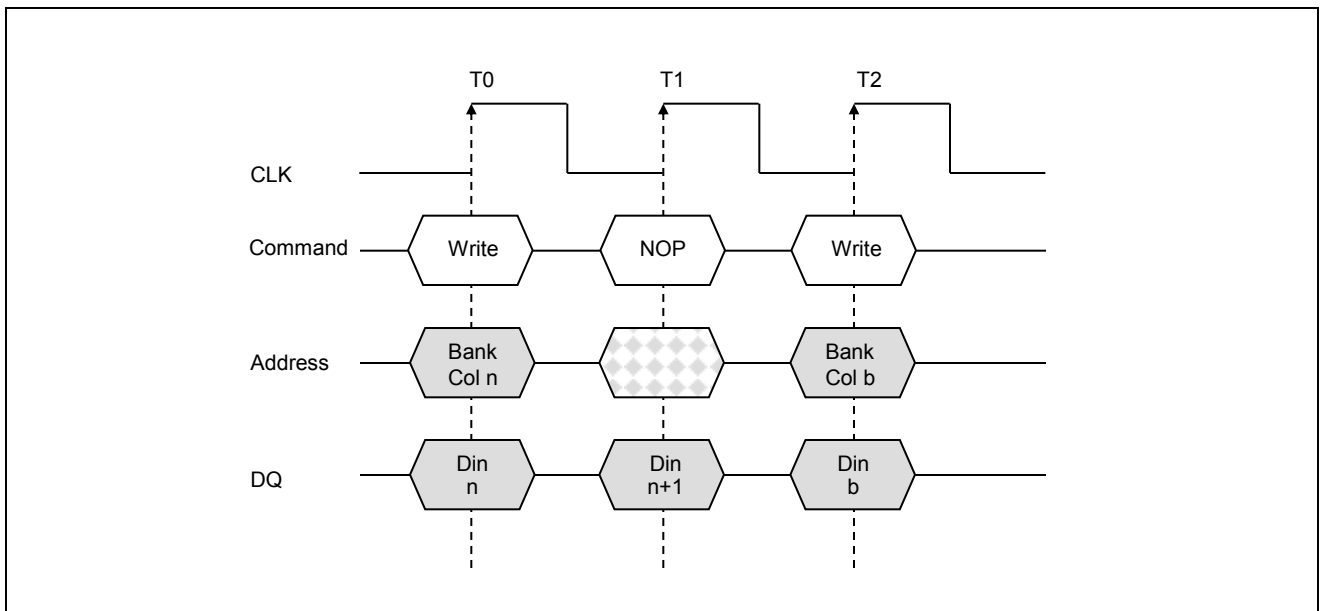 T0 T1 T2
CLK
Command Write NOP Write
Address Bank Bank
Col n Col b
Din Din Din
DQ n n+1 b